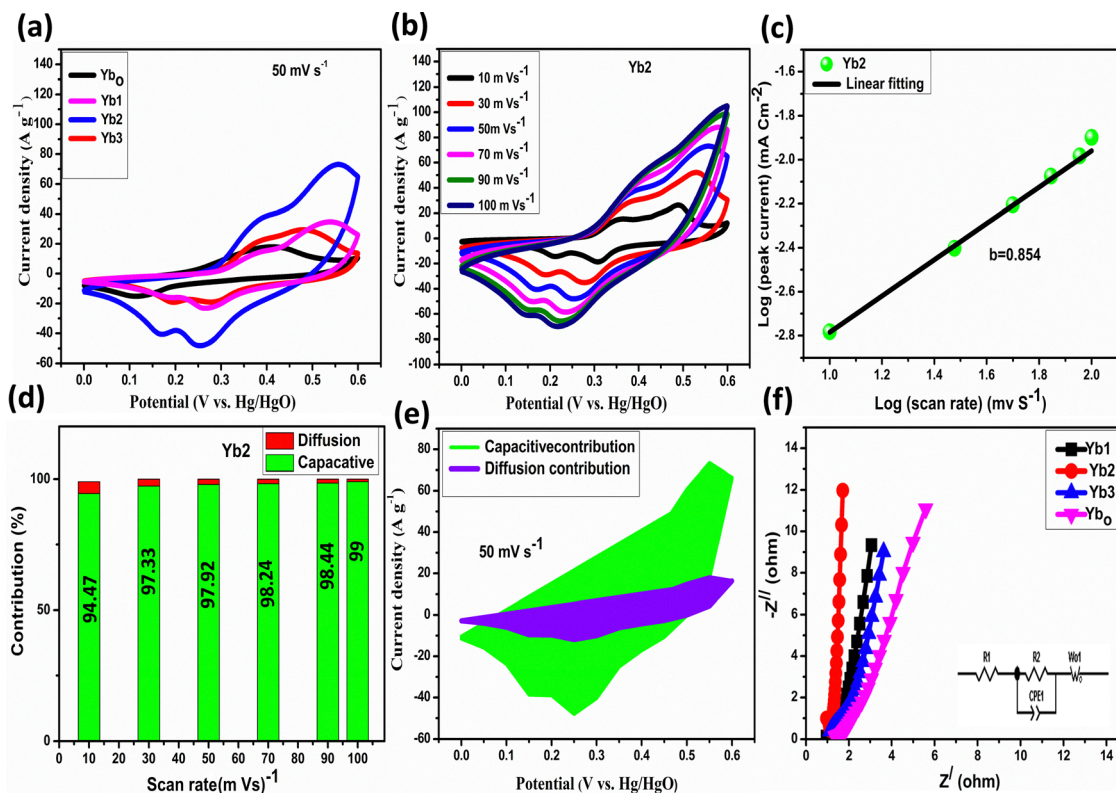 (a)
50 mV s-1
Ybo
Yb1
Yb2
Yb3
Current density (A g-1)
140
120
100
80
60
40
20
0
-20
-40
-60
0.0 0.1 0.2 0.3 0.4 0.5 0.6
Potential (V vs. Hg/HgO)
(b)
Yb2
10 m Vs-1
30 m Vs-1
50m Vs-1
70 m Vs-1
90 m Vs-1
100 m Vs-1
Current density (A g-1)
140
120
100
80
60
40
20
0
-20
-40
-60
-80
-100
0.0 0.1 0.2 0.3 0.4 0.5 0.6
Potential (V vs. Hg/HgO)
(c)
Yb2
Linear fitting
b=0.854
Log (peak current) (mA Cm-2)
-1.6
-1.8
-2.0
-2.2
-2.4
-2.6
-2.8
1.0 1.2 1.4 1.6 1.8 2.0
Log (scan rate) (mv S-1)
(d)
Yb2
Diffusion
Capacative
Contribution (%)
100
50
0
94.47
97.33
97.92
98.24
98.44
99
10 20 30 40 50 60 70 80 90 100
Scan rate(m Vs)-1
(e)
Capacitivecontribution
Diffusion contribution
50 mV s-1
Current density (A g-1)
80
60
40
20
0
-20
-40
-60
0.0 0.1 0.2 0.3 0.4 0.5 0.6
Potential (V vs. Hg/HgO)
(f)
Yb1
Yb2
Yb3
Ybo
-Z// (ohm)
14
12
10
8
6
4
2
0
R1 R2 Wo1
CPE1
0 2 4 6 8 10 12 14
Z/ (ohm)